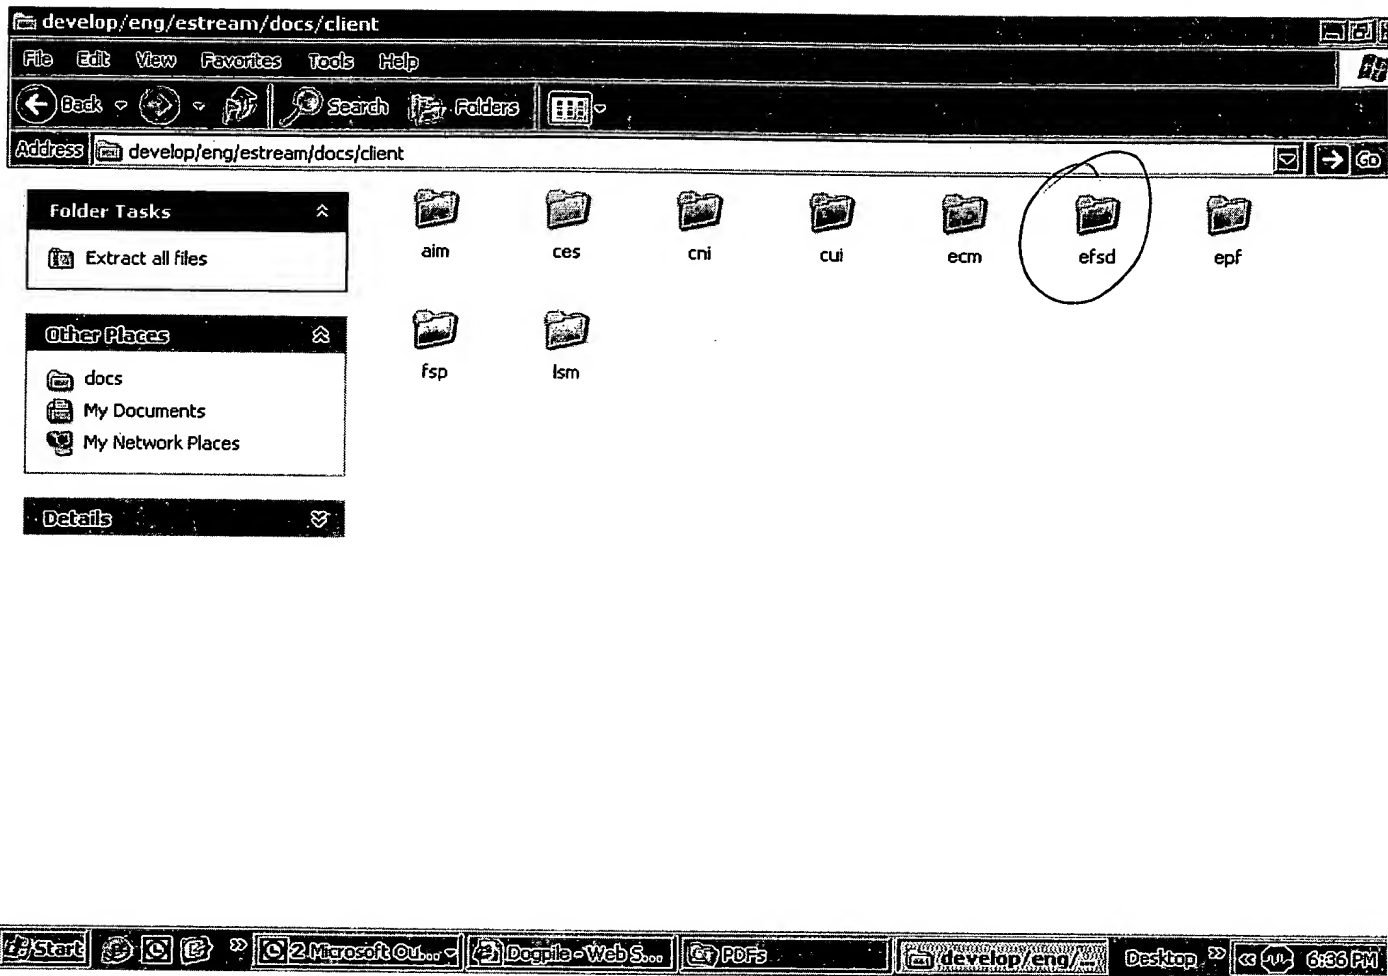 develop/eng/estream/docs/client
File Edit View Favorites Tools Help
Back Search Folders
Address develop/eng/estream/docs/client Go
Folder Tasks
Extract all files
aim ces cni cui ecm efsd epf
Other Places
docs
My Documents
My Network Places
fsp lsm
Details
Start 2 Microsoft Ou... Dogpile - Web S... PDFs develop/eng/... Desktop 6:36 PM